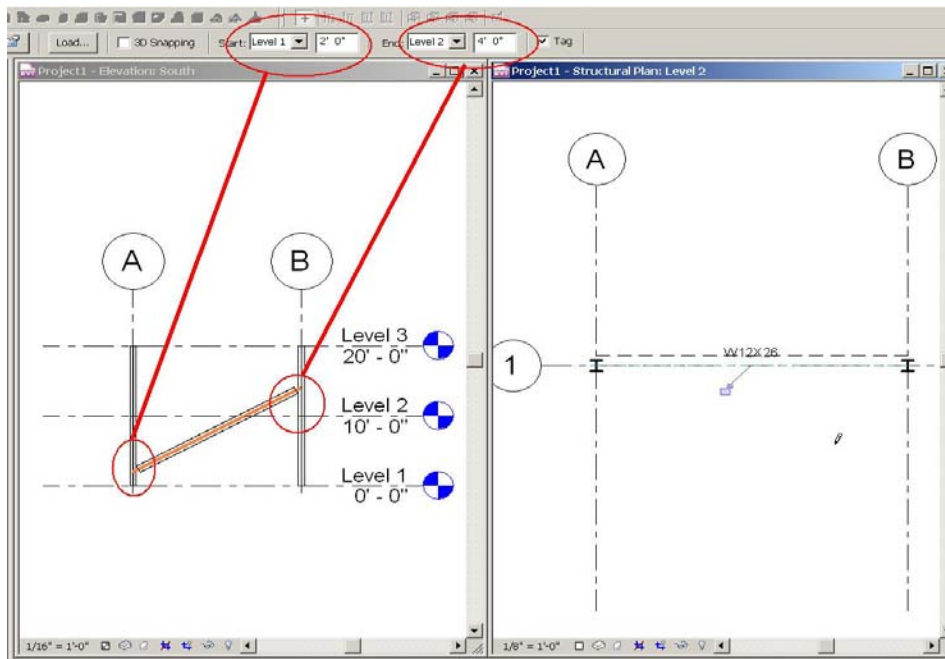 Load... 3D Snapping Start: Level 1 2' 0" End: Level 2 4' 0" Tag
Project1 - Elevation: South
Project1 - Structural Plan: Level 2
A B
A B
Level 3
20' - 0"
Level 2
10' - 0"
Level 1
0' - 0"
W12X26
1
1/16" = 1'-0"
1/8" = 1'-0"